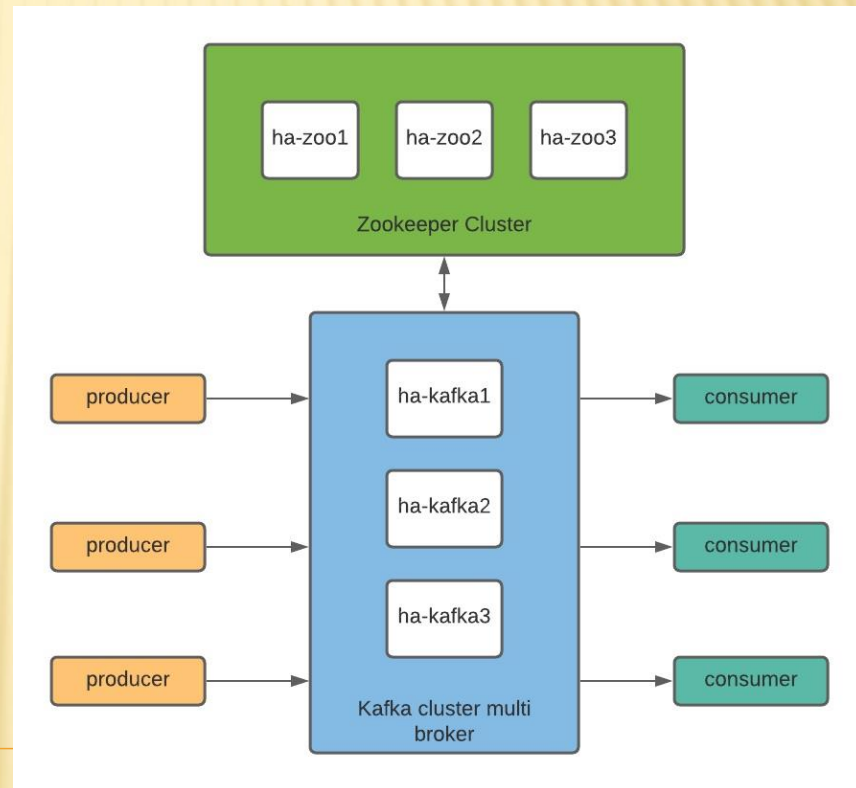 ha-zoo1
ha-zoo2
ha-zoo3
Zookeeper Cluster
producer
ha-kafka1
consumer
ha-kafka2
producer
consumer
ha-kafka3
producer
consumer
Kafka cluster multi
broker